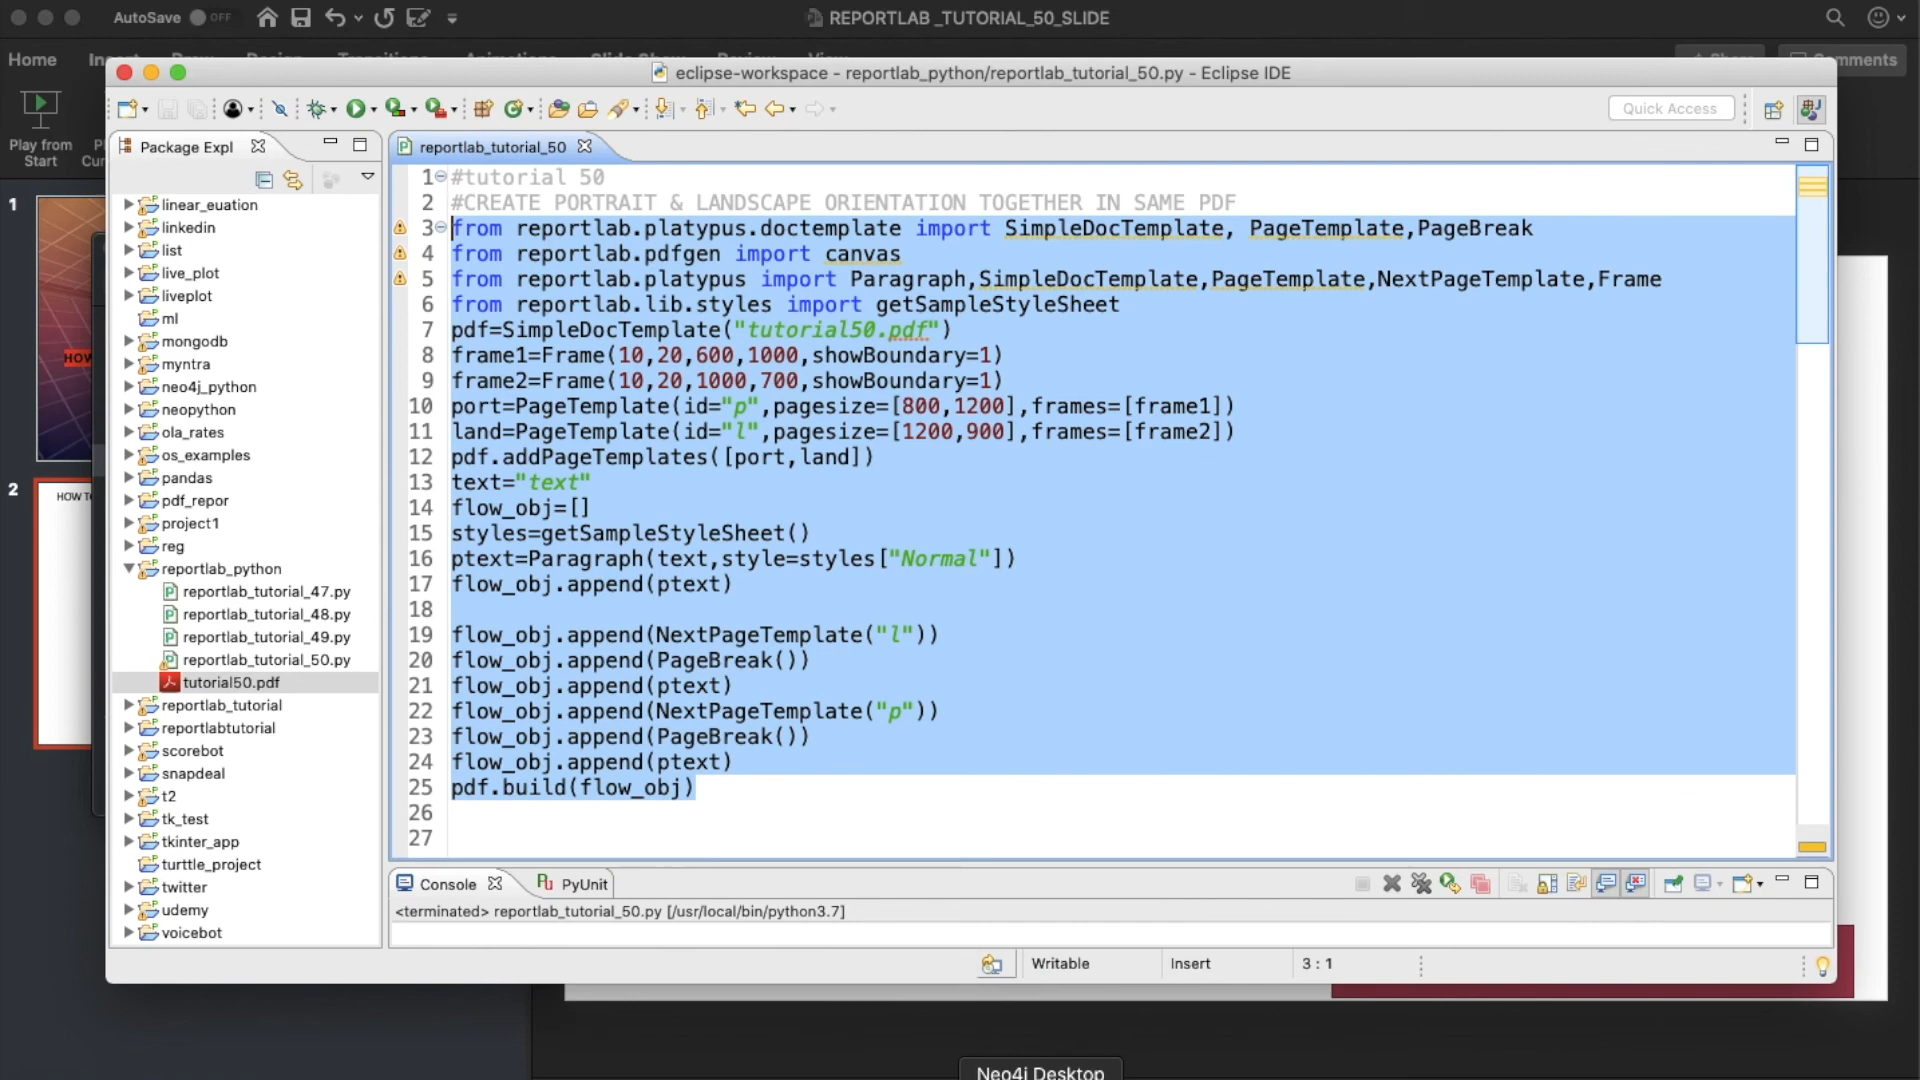 AutoSave OFF
REPORTLAB _TUTORIAL_50_SLIDE
Home
Share
Comments
Play from
Start
1
2
HOW TO
eclipse-workspace - reportlab_python/reportlab_tutorial_50.py - Eclipse IDE
Quick Access
Package Expl
linear_euation
linkedin
list
live_plot
liveplot
ml
mongodb
myntra
neo4j_python
neopython
ola_rates
os_examples
pandas
pdf_repor
project1
reg
reportlab_python
reportlab_tutorial_47.py
reportlab_tutorial_48.py
reportlab_tutorial_49.py
reportlab_tutorial_50.py
tutorial50.pdf
reportlab_tutorial
reportlabtutorial
scorebot
snapdeal
t2
tk_test
tkinter_app
turttle_project
twitter
udemy
voicebot
reportlab_tutorial_50
1 #tutorial 50
2 #CREATE PORTRAIT & LANDSCAPE ORIENTATION TOGETHER IN SAME PDF
3 from reportlab.platypus.doctemplate import SimpleDocTemplate, PageTemplate,PageBreak
4 from reportlab.pdfgen import canvas
5 from reportlab.platypus import Paragraph,SimpleDocTemplate,PageTemplate,NextPageTemplate,Frame
6 from reportlab.lib.styles import getSampleStyleSheet
7 pdf=SimpleDocTemplate("tutorial50.pdf")
8 frame1=Frame(10,20,600,1000,showBoundary=1)
9 frame2=Frame(10,20,1000,700,showBoundary=1)
10 port=PageTemplate(id="p",pagesize=[800,1200],frames=[frame1])
11 land=PageTemplate(id="l",pagesize=[1200,900],frames=[frame2])
12 pdf.addPageTemplates([port,land])
13 text="text"
14 flow_obj=[]
15 styles=getSampleStyleSheet()
16 ptext=Paragraph(text,style=styles["Normal"])
17 flow_obj.append(ptext)
18
19 flow_obj.append(NextPageTemplate("l"))
20 flow_obj.append(PageBreak())
21 flow_obj.append(ptext)
22 flow_obj.append(NextPageTemplate("p"))
23 flow_obj.append(PageBreak())
24 flow_obj.append(ptext)
25 pdf.build(flow_obj)
26
27
Console
PyUnit
<terminated> reportlab_tutorial_50.py [/usr/local/bin/python3.7]
Writable
Insert
3 : 1
Neo4j Desktop